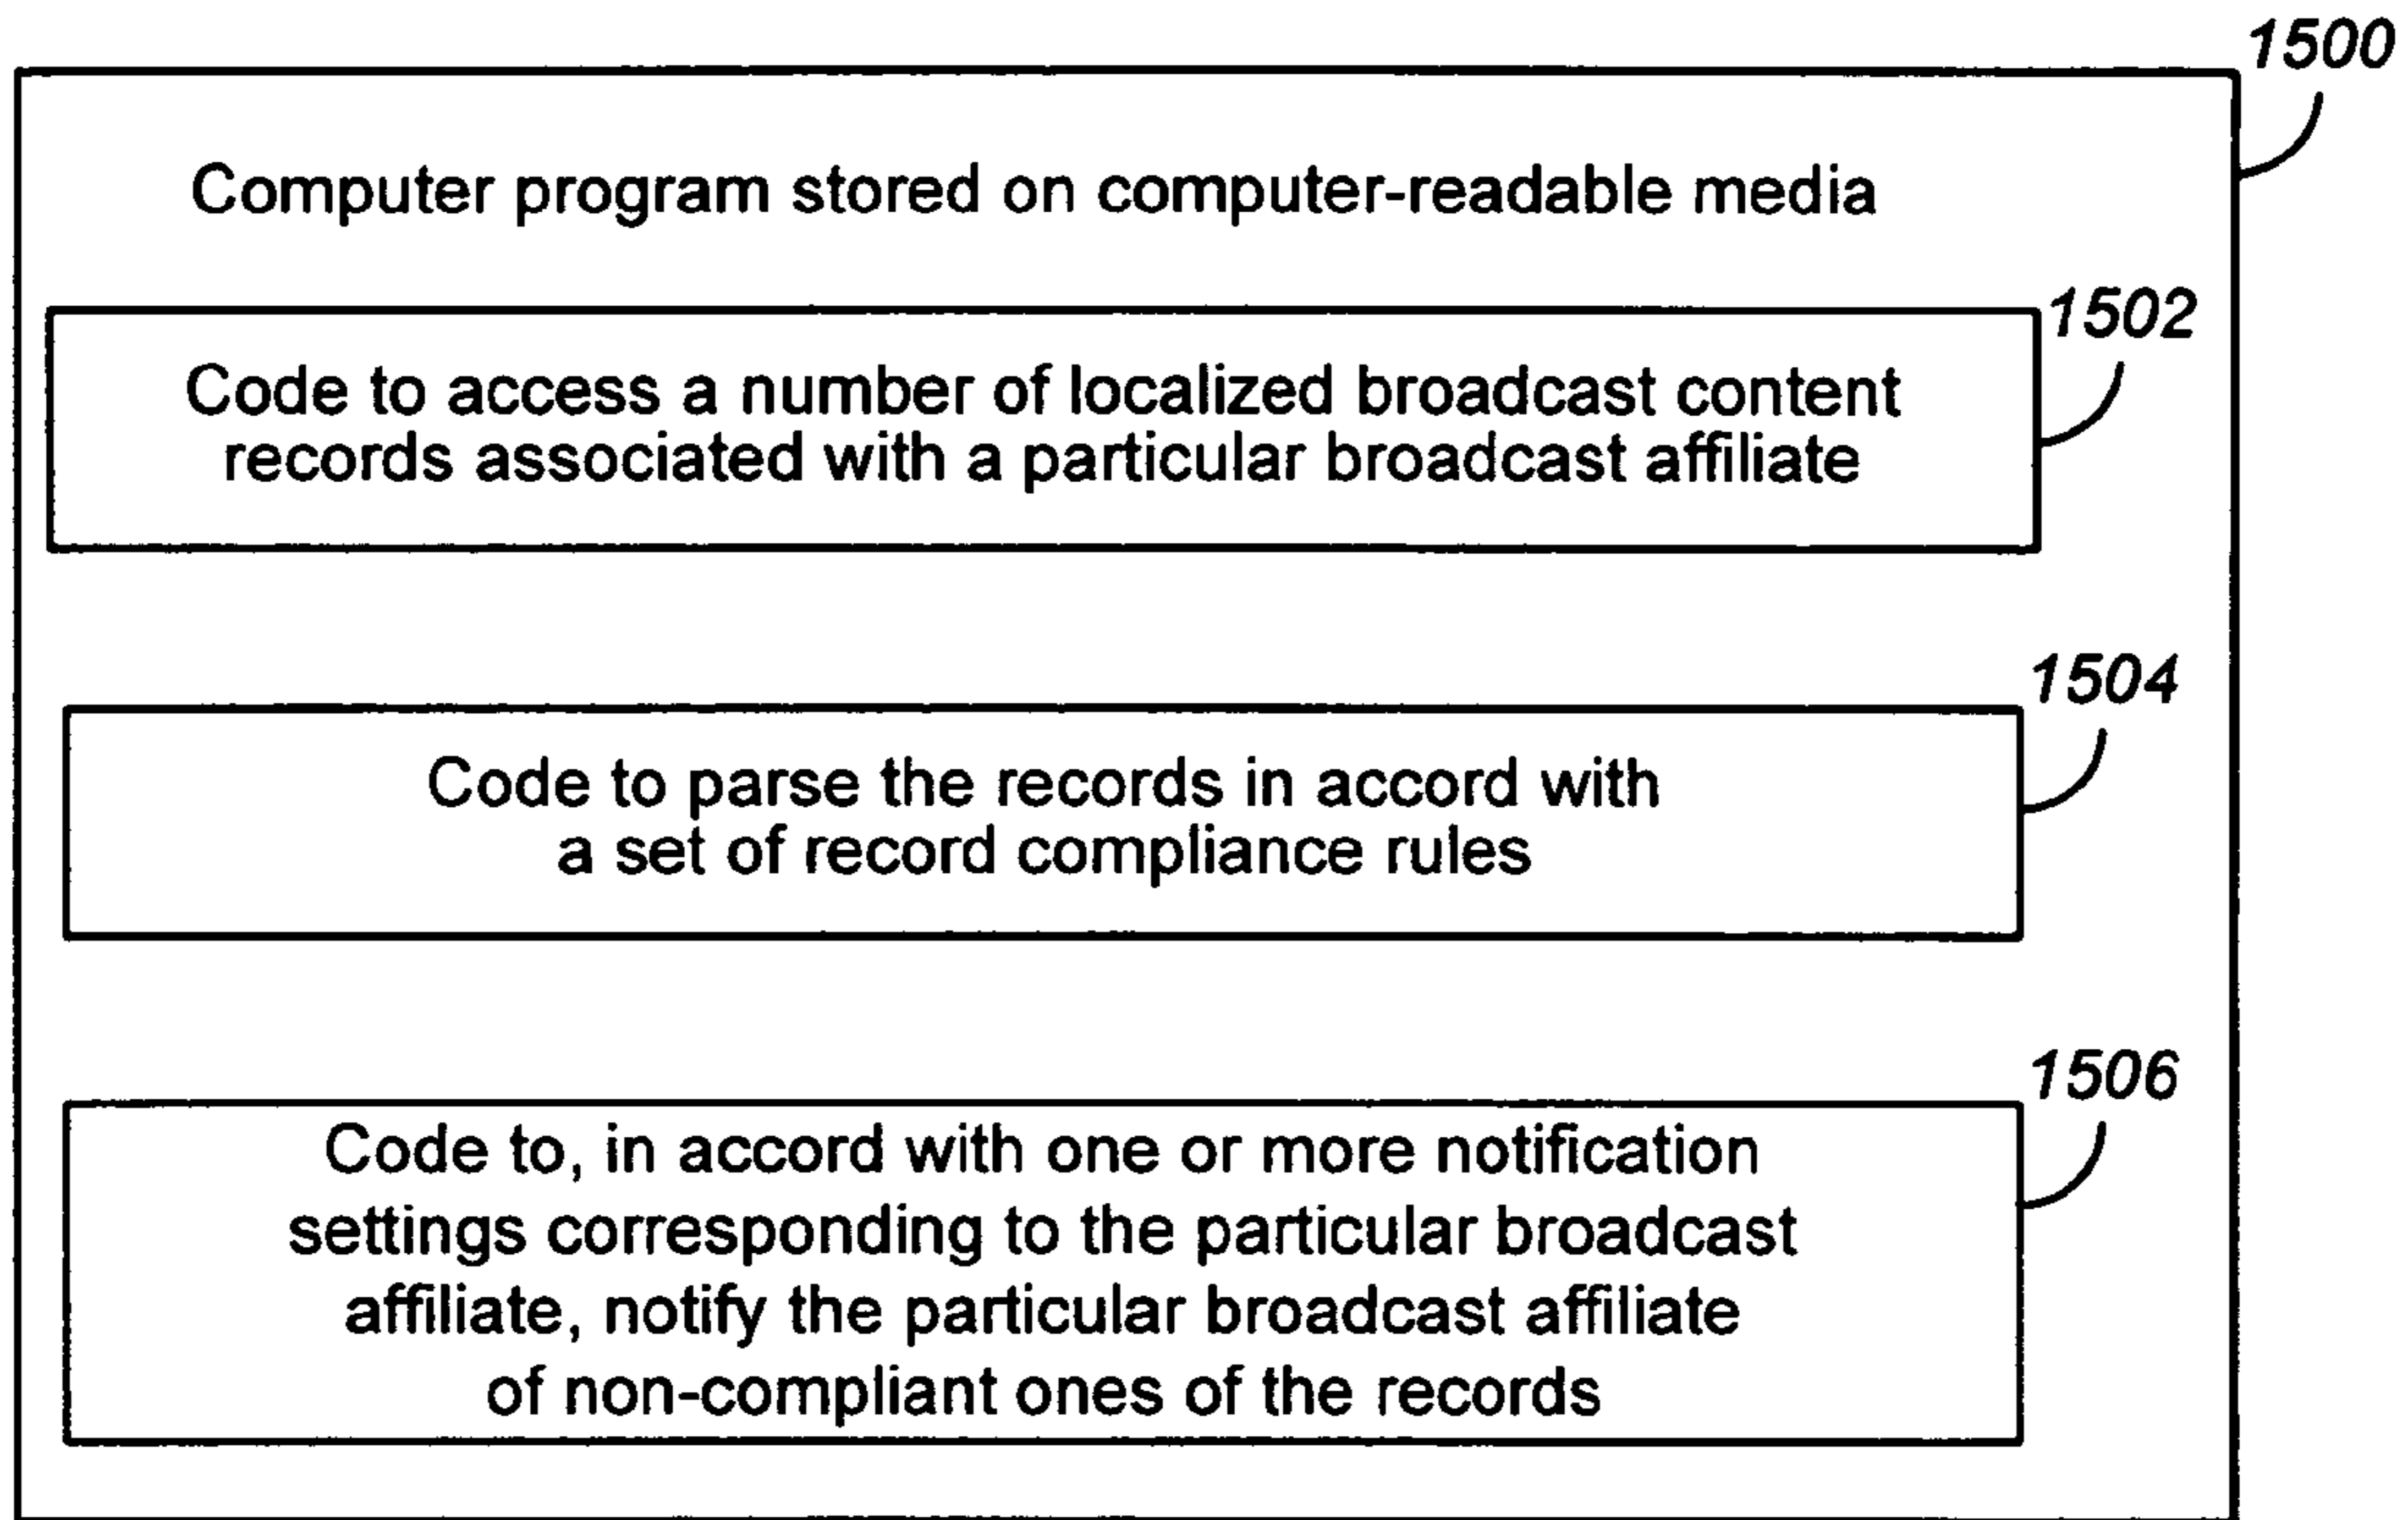 1500
Computer program stored on computer-readable media
1502
Code to access a number of localized broadcast content
records associated with a particular broadcast affiliate
1504
Code to parse the records in accord with
a set of record compliance rules
1506
Code to, in accord with one or more notification
settings corresponding to the particular broadcast
affiliate, notify the particular broadcast affiliate
of non-compliant ones of the records